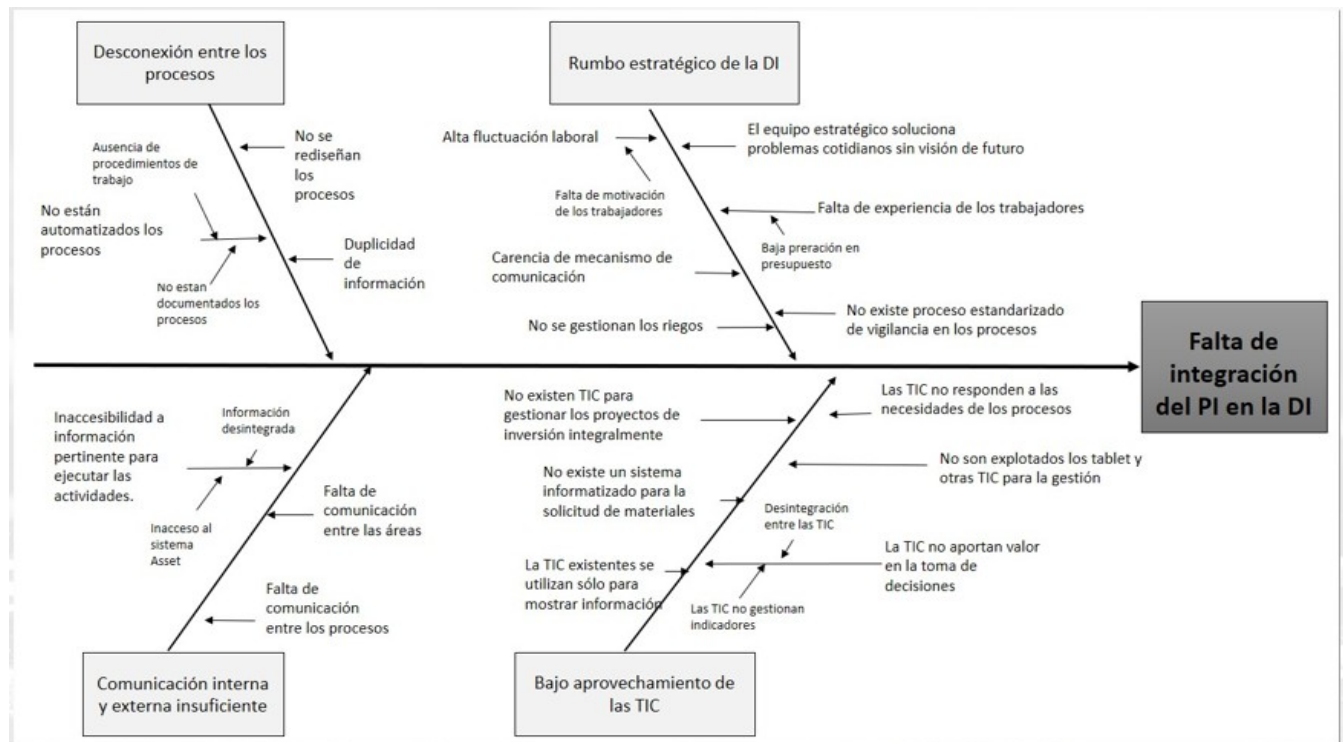 Desconexión entre los
procesos
Rumbo estratégico de la DI
No se
rediseñan
los
procesos
Ausencia de
procedimientos de
trabajo
No están
automatizados los
procesos
Duplicidad
de
información
No estan
documentados los
procesos
Alta fluctuación laboral
El equipo estratégico soluciona
problemas cotidianos sin visión de futuro
Falta de motivación
de los trabajadores
Falta de experiencia de los trabajadores
Baja preración en
presupuesto
Carencia de mecanismo de
comunicación
No existe proceso estandarizado
de vigilancia en los procesos
No se gestionan los riegos
Falta de
integración
del PI en la DI
Inaccesibilidad a
información
pertinente para
ejecutar las
actividades.
Información
desintegrada
Inacceso al
sistema
Asset
Falta de
comunicación
entre las áreas
Falta de
comunicación
entre los procesos
No existen TIC para
gestionar los proyectos de
inversión integralmente
Las TIC no responden a las
necesidades de los procesos
No existe un sistema
informatizado para la
solicitud de materiales
No son explotados los tablet y
otras TIC para la gestión
Desintegración
entre las TIC
La TIC no aportan valor
en la toma de
decisiones
La TIC existentes se
utilizan sólo para
mostrar información
Las TIC no gestionan
indicadores
Comunicación interna
y externa insuficiente
Bajo aprovechamiento de
las TIC